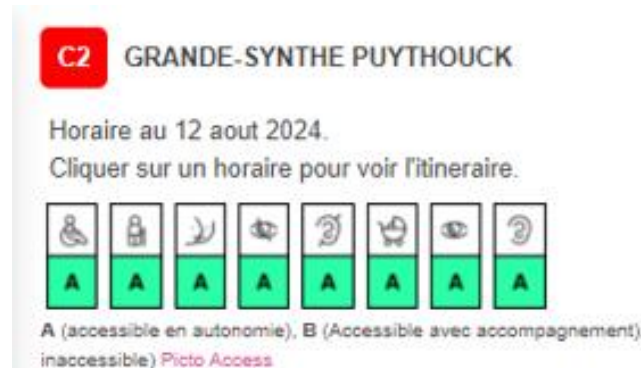 C2 GRANDE-SYNTHE PUYTHOUCK
Horaire au 12 aout 2024.
Cliquer sur un horaire pour voir l'itineraire.
A A A A A A A A
A (accessible en autonomie), B (Accessible avec accompagnement)
inaccessible) Picto Access